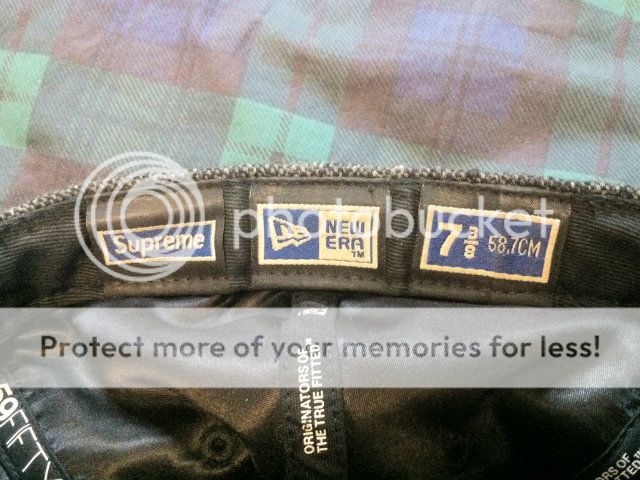 photobucket
Supreme
NEW
ERA
TM
7 3/8 58.7CM
Protect more of your memories for less!
ORIGINATORS OF
THE TRUE FITTED
59FIFTY